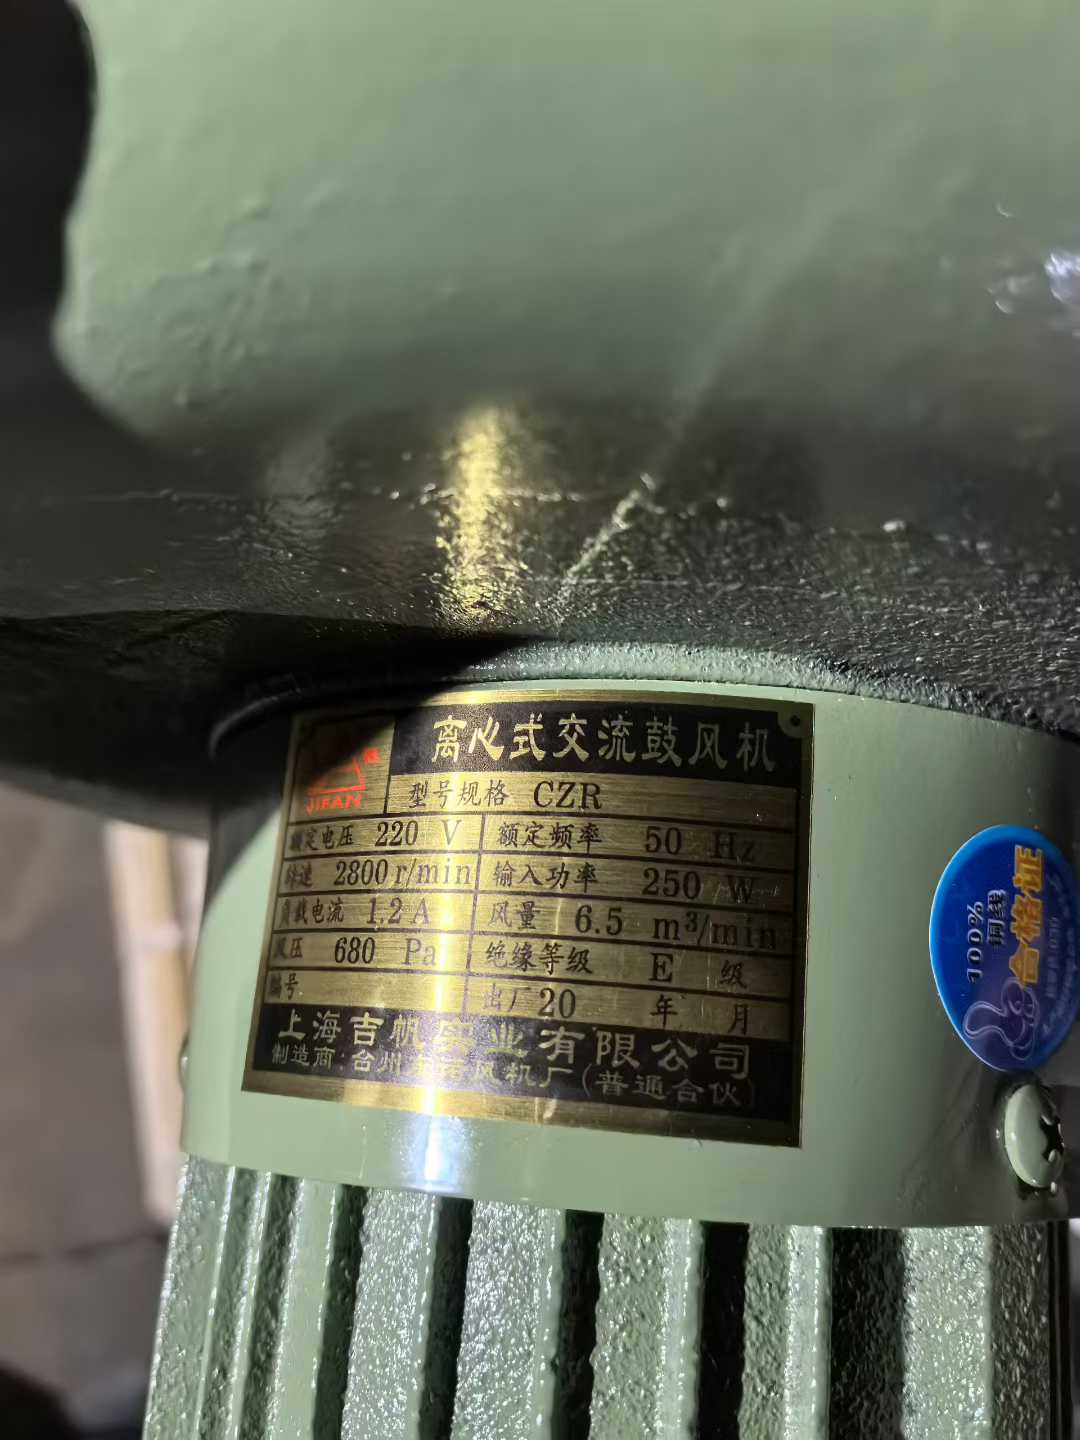 离心式交流鼓风机
JIFAN
型号规格 CZR
额定电压 220 V 额定频率 50 Hz
转速 2800 r/min 输入功率 250 W
负载电流 1.2 A 风量 6.5 m³/min
风压 680 Pa 绝缘等级 E 级
编号 出厂 20 年 月
上海吉帆实业有限公司
制造商:台州 风机厂(普通合伙)
100%
铜线
合格证